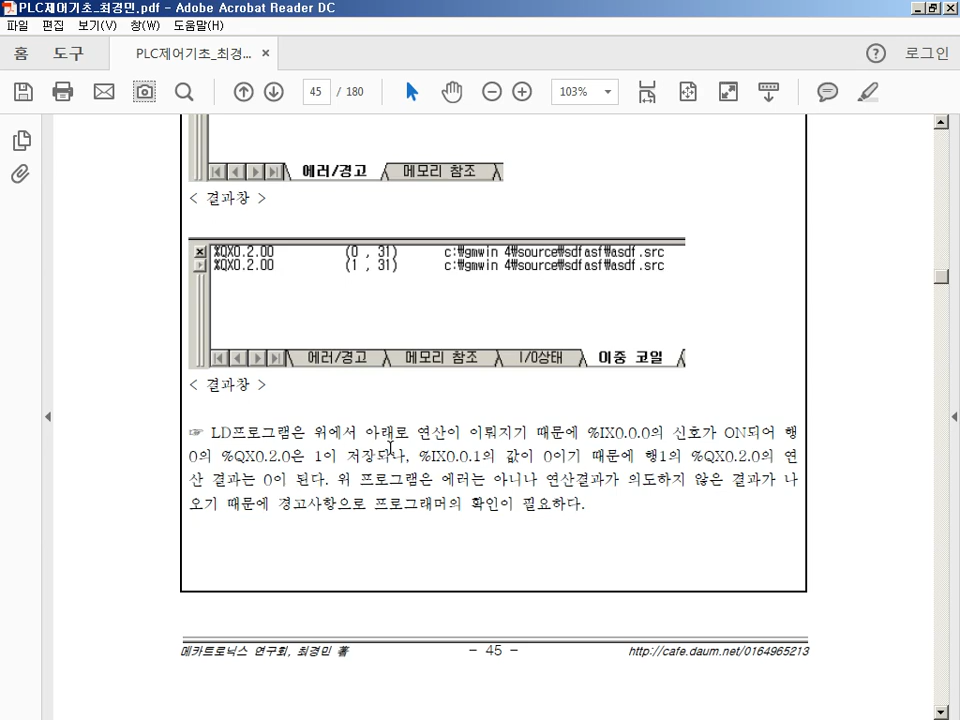 PLC제어기초_최경민.pdf - Adobe Acrobat Reader DC
파일 편집 보기(V) 창(W) 도움말(H)
홈 도구 PLC제어기초_최경... × 로그인
45 / 180 103%
에러/경고 메모리 참조
< 결과창 >
%QX0.2.00 (0 , 31) c:\gmwin 4\source\sdfasf\asdf.src
%QX0.2.00 (1 , 31) c:\gmwin 4\source\sdfasf\asdf.src
에러/경고 메모리 참조 I/O상태 이중 코일
< 결과창 >
☞ LD프로그램은 위에서 아래로 연산이 이뤄지기 때문에 %IX0.0.0의 신호가 ON되어 행
0의 %QX0.2.0은 1이 저장되나, %IX0.0.1의 값이 0이기 때문에 행1의 %QX0.2.0의 연
산 결과는 0이 된다. 위 프로그램은 에러는 아니나 연산결과가 의도하지 않은 결과가 나
오기 때문에 경고사항으로 프로그래머의 확인이 필요하다.
메카트로닉스 연구회, 최경민 著 - 45 - http://cafe.daum.net/0164965213